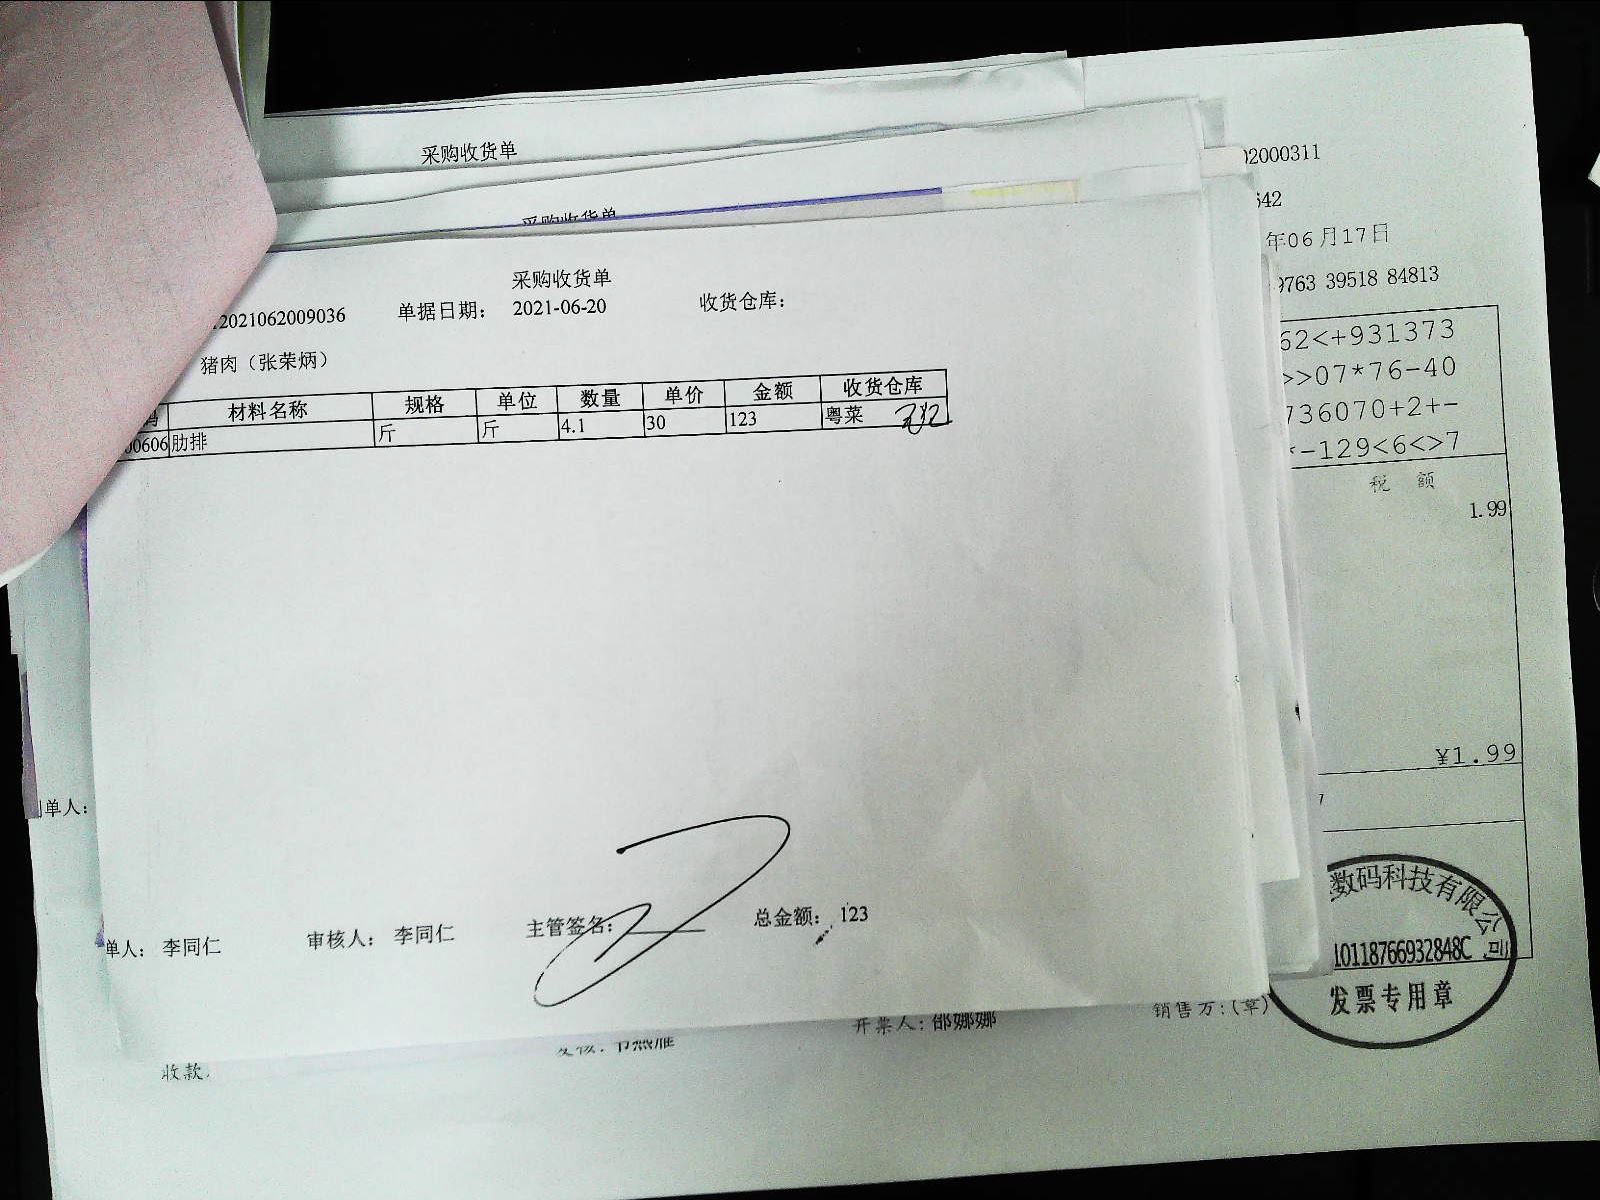 采购收货单
采购收货单
02000311
642
年06月17日
9763 39518 84813
62<+931373
>>07*76-40
736070+2+-
*-129<6<>7
税 额
1.99
¥1.99
采购收货单
2021062009036 单据日期： 2021-06-20 收货仓库：
猪肉（张荣炳）
码 材料名称 规格 单位 数量 单价 金额 收货仓库
00606 肋排 斤 斤 4.1 30 123 粤菜
单人： 李同仁 审核人： 李同仁 主管签名： 总金额： 123
单人：
数码科技有限公司
10118766932848C
发票专用章
收款
开票人：邵娜娜
销售方：(章)